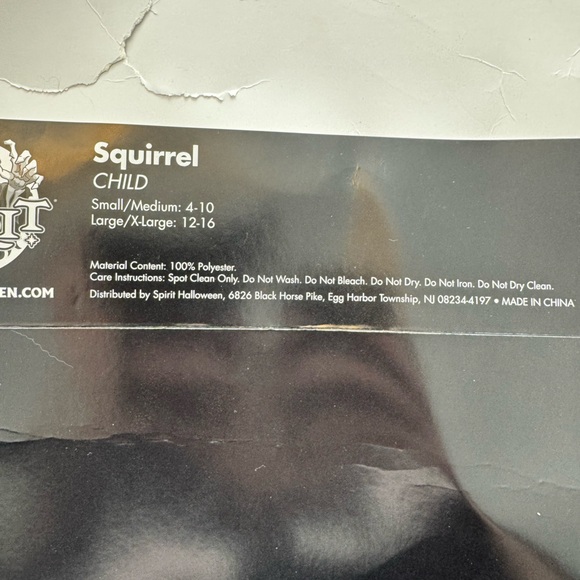 Squirrel
CHILD
Small/Medium: 4-10
Large/X-Large: 12-16
Material Content: 100% Polyester.
Care Instructions: Spot Clean Only. Do Not Wash. Do Not Bleach. Do Not Dry. Do Not Iron. Do Not Dry Clean.
EN.COM
Distributed by Spirit Halloween, 6826 Black Horse Pike, Egg Harbor Township, NJ 08234-4197 • MADE IN CHINA